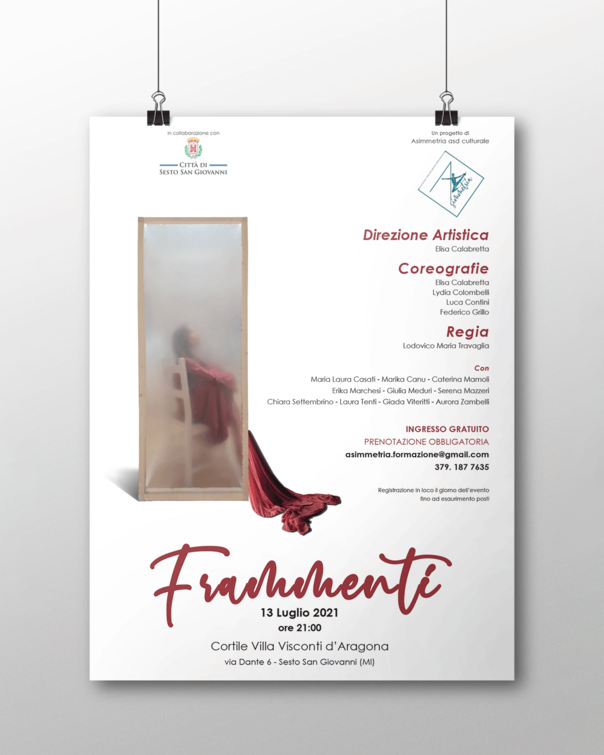 in collaborazione con
CITTÀ DI
SESTO SAN GIOVANNI
Un progetto di
Asimmetria asd culturale
Asimmetria
Direzione Artistica
Elisa Calabretta
Coreografie
Elisa Calabretta
Lydia Colombelli
Luca Contini
Federico Grillo
Regia
Lodovico Maria Travaglia
Con
Maria Laura Casati - Marika Canu - Caterina Mamoli
Erika Marchesi - Giulia Meduri - Serena Mazzeri
Chiara Settembrino - Laura Tenti - Giada Viteritti - Aurora Zambelli
INGRESSO GRATUITO
PRENOTAZIONE OBBLIGATORIA
asimmetria.formazione@gmail.com
379. 187 7635
Registrazione in loco il giorno dell'evento
fino ad esaurimento posti
Frammenti
13 Luglio 2021
ore 21:00
Cortile Villa Visconti d'Aragona
via Dante 6 - Sesto San Giovanni (MI)